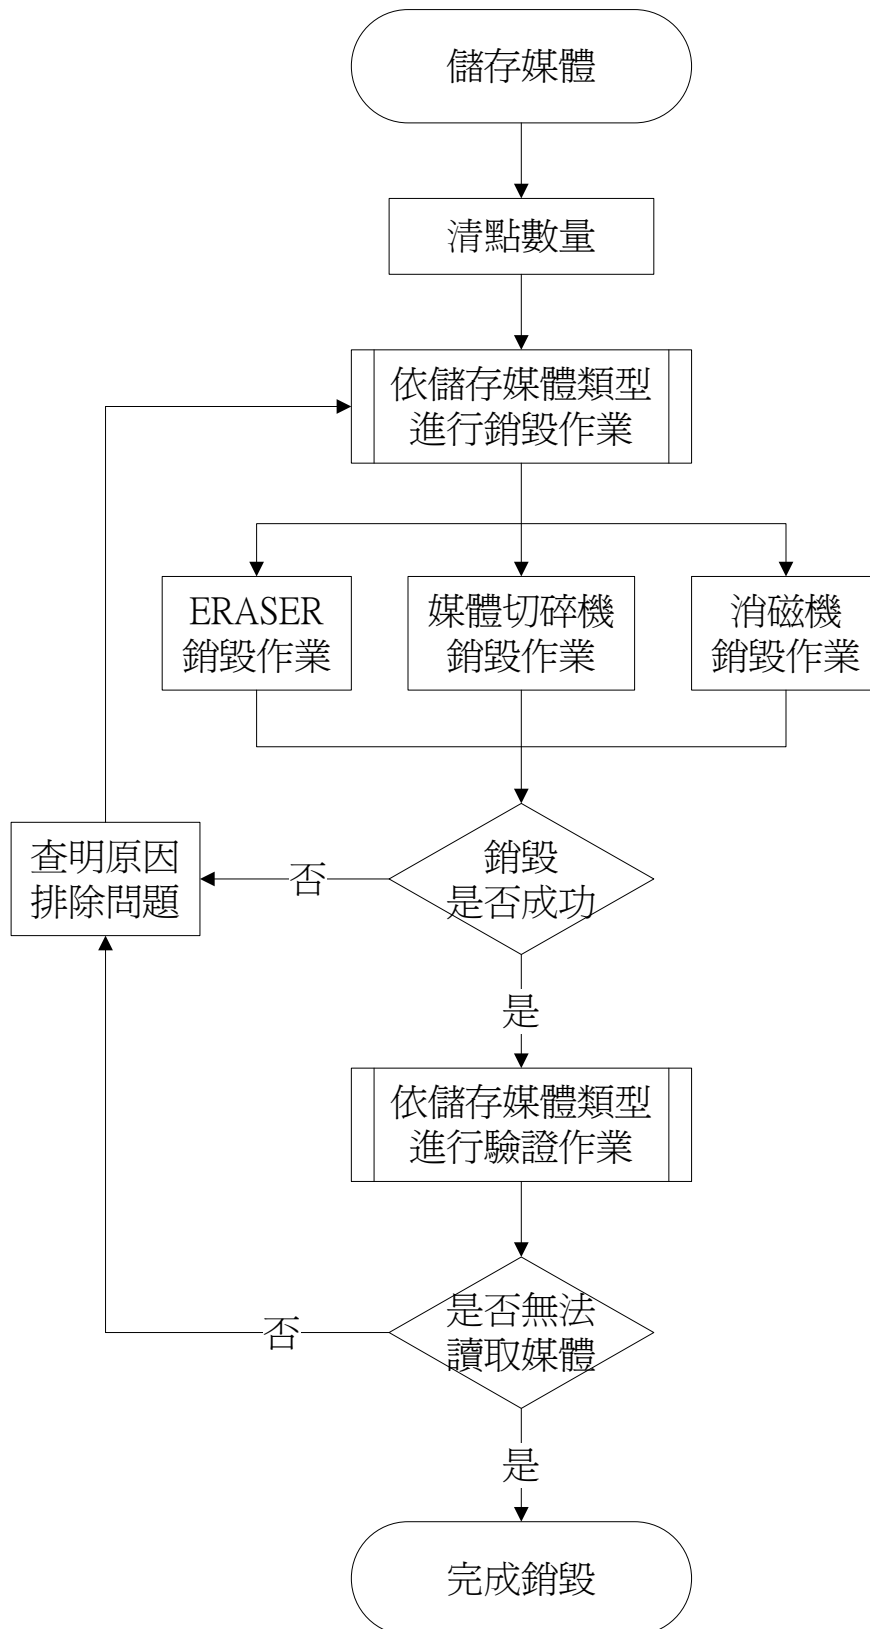 儲存媒體
清點數量
依儲存媒體類型
進行銷毀作業
ERASER
銷毀作業
媒體切碎機
銷毀作業
消磁機
銷毀作業
銷毀
是否成功
否
查明原因
排除問題
是
依儲存媒體類型
進行驗證作業
是否無法
讀取媒體
否
是
完成銷毀